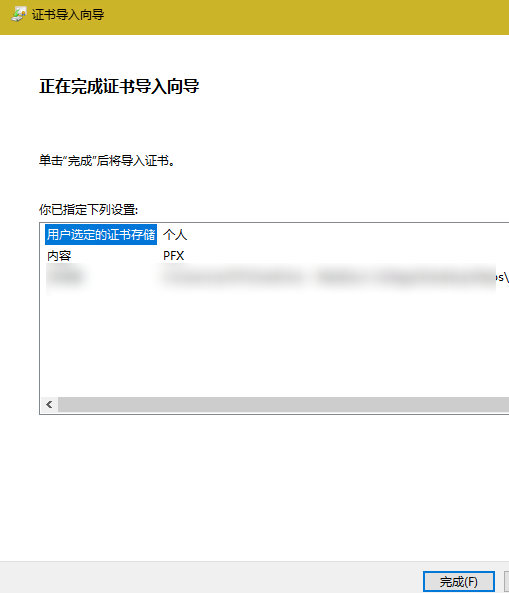 证书导入向导
正在完成证书导入向导
单击“完成”后将导入证书。
你已指定下列设置:
用户选定的证书存储 个人
内容 PFX
os\
完成(F)